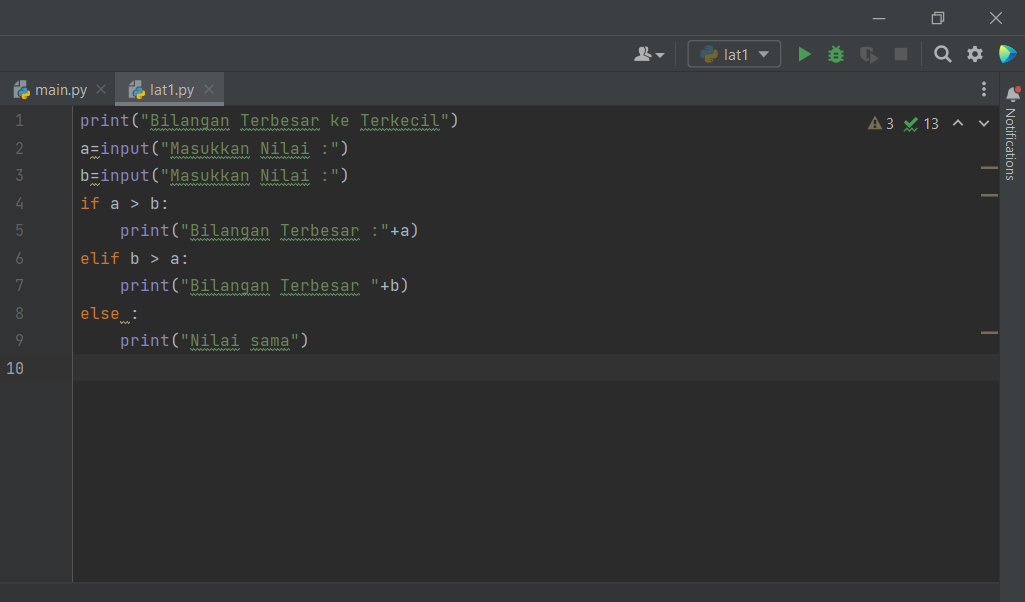 lat1
main.py lat1.py
3 13
Notifications
1 print("Bilangan Terbesar ke Terkecil")
2 a=input("Masukkan Nilai :")
3 b=input("Masukkan Nilai :")
4 if a > b:
5     print("Bilangan Terbesar :"+a)
6 elif b > a:
7     print("Bilangan Terbesar "+b)
8 else :
9     print("Nilai sama")
10